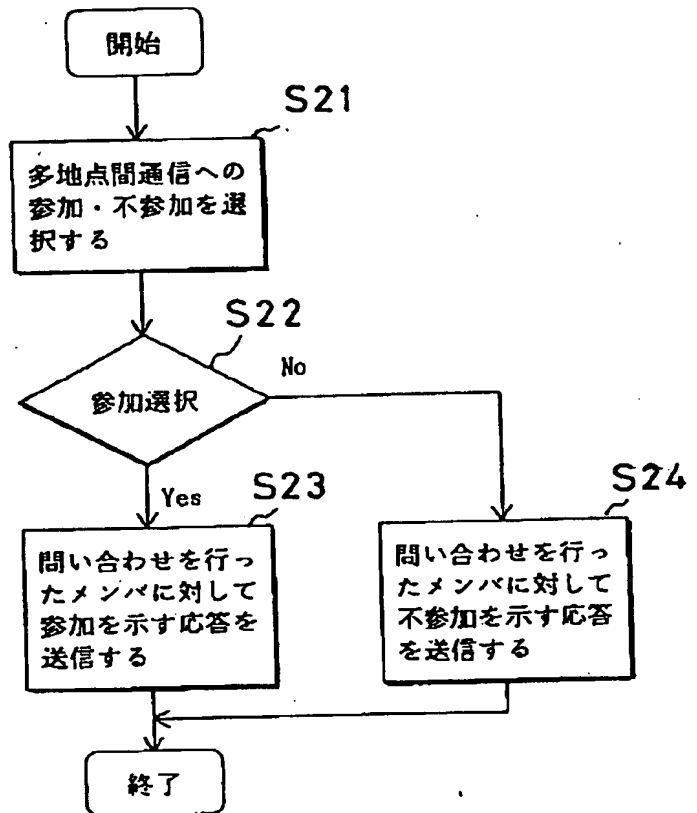 開始
S21
多地点間通信への
参加・不参加を選
択する
S22
参加選択
No
Yes
S23
問い合わせを行っ
たメンバに対して
参加を示す応答を
送信する
S24
問い合わせを行っ
たメンバに対して
不参加を示す応答
を送信する
終了